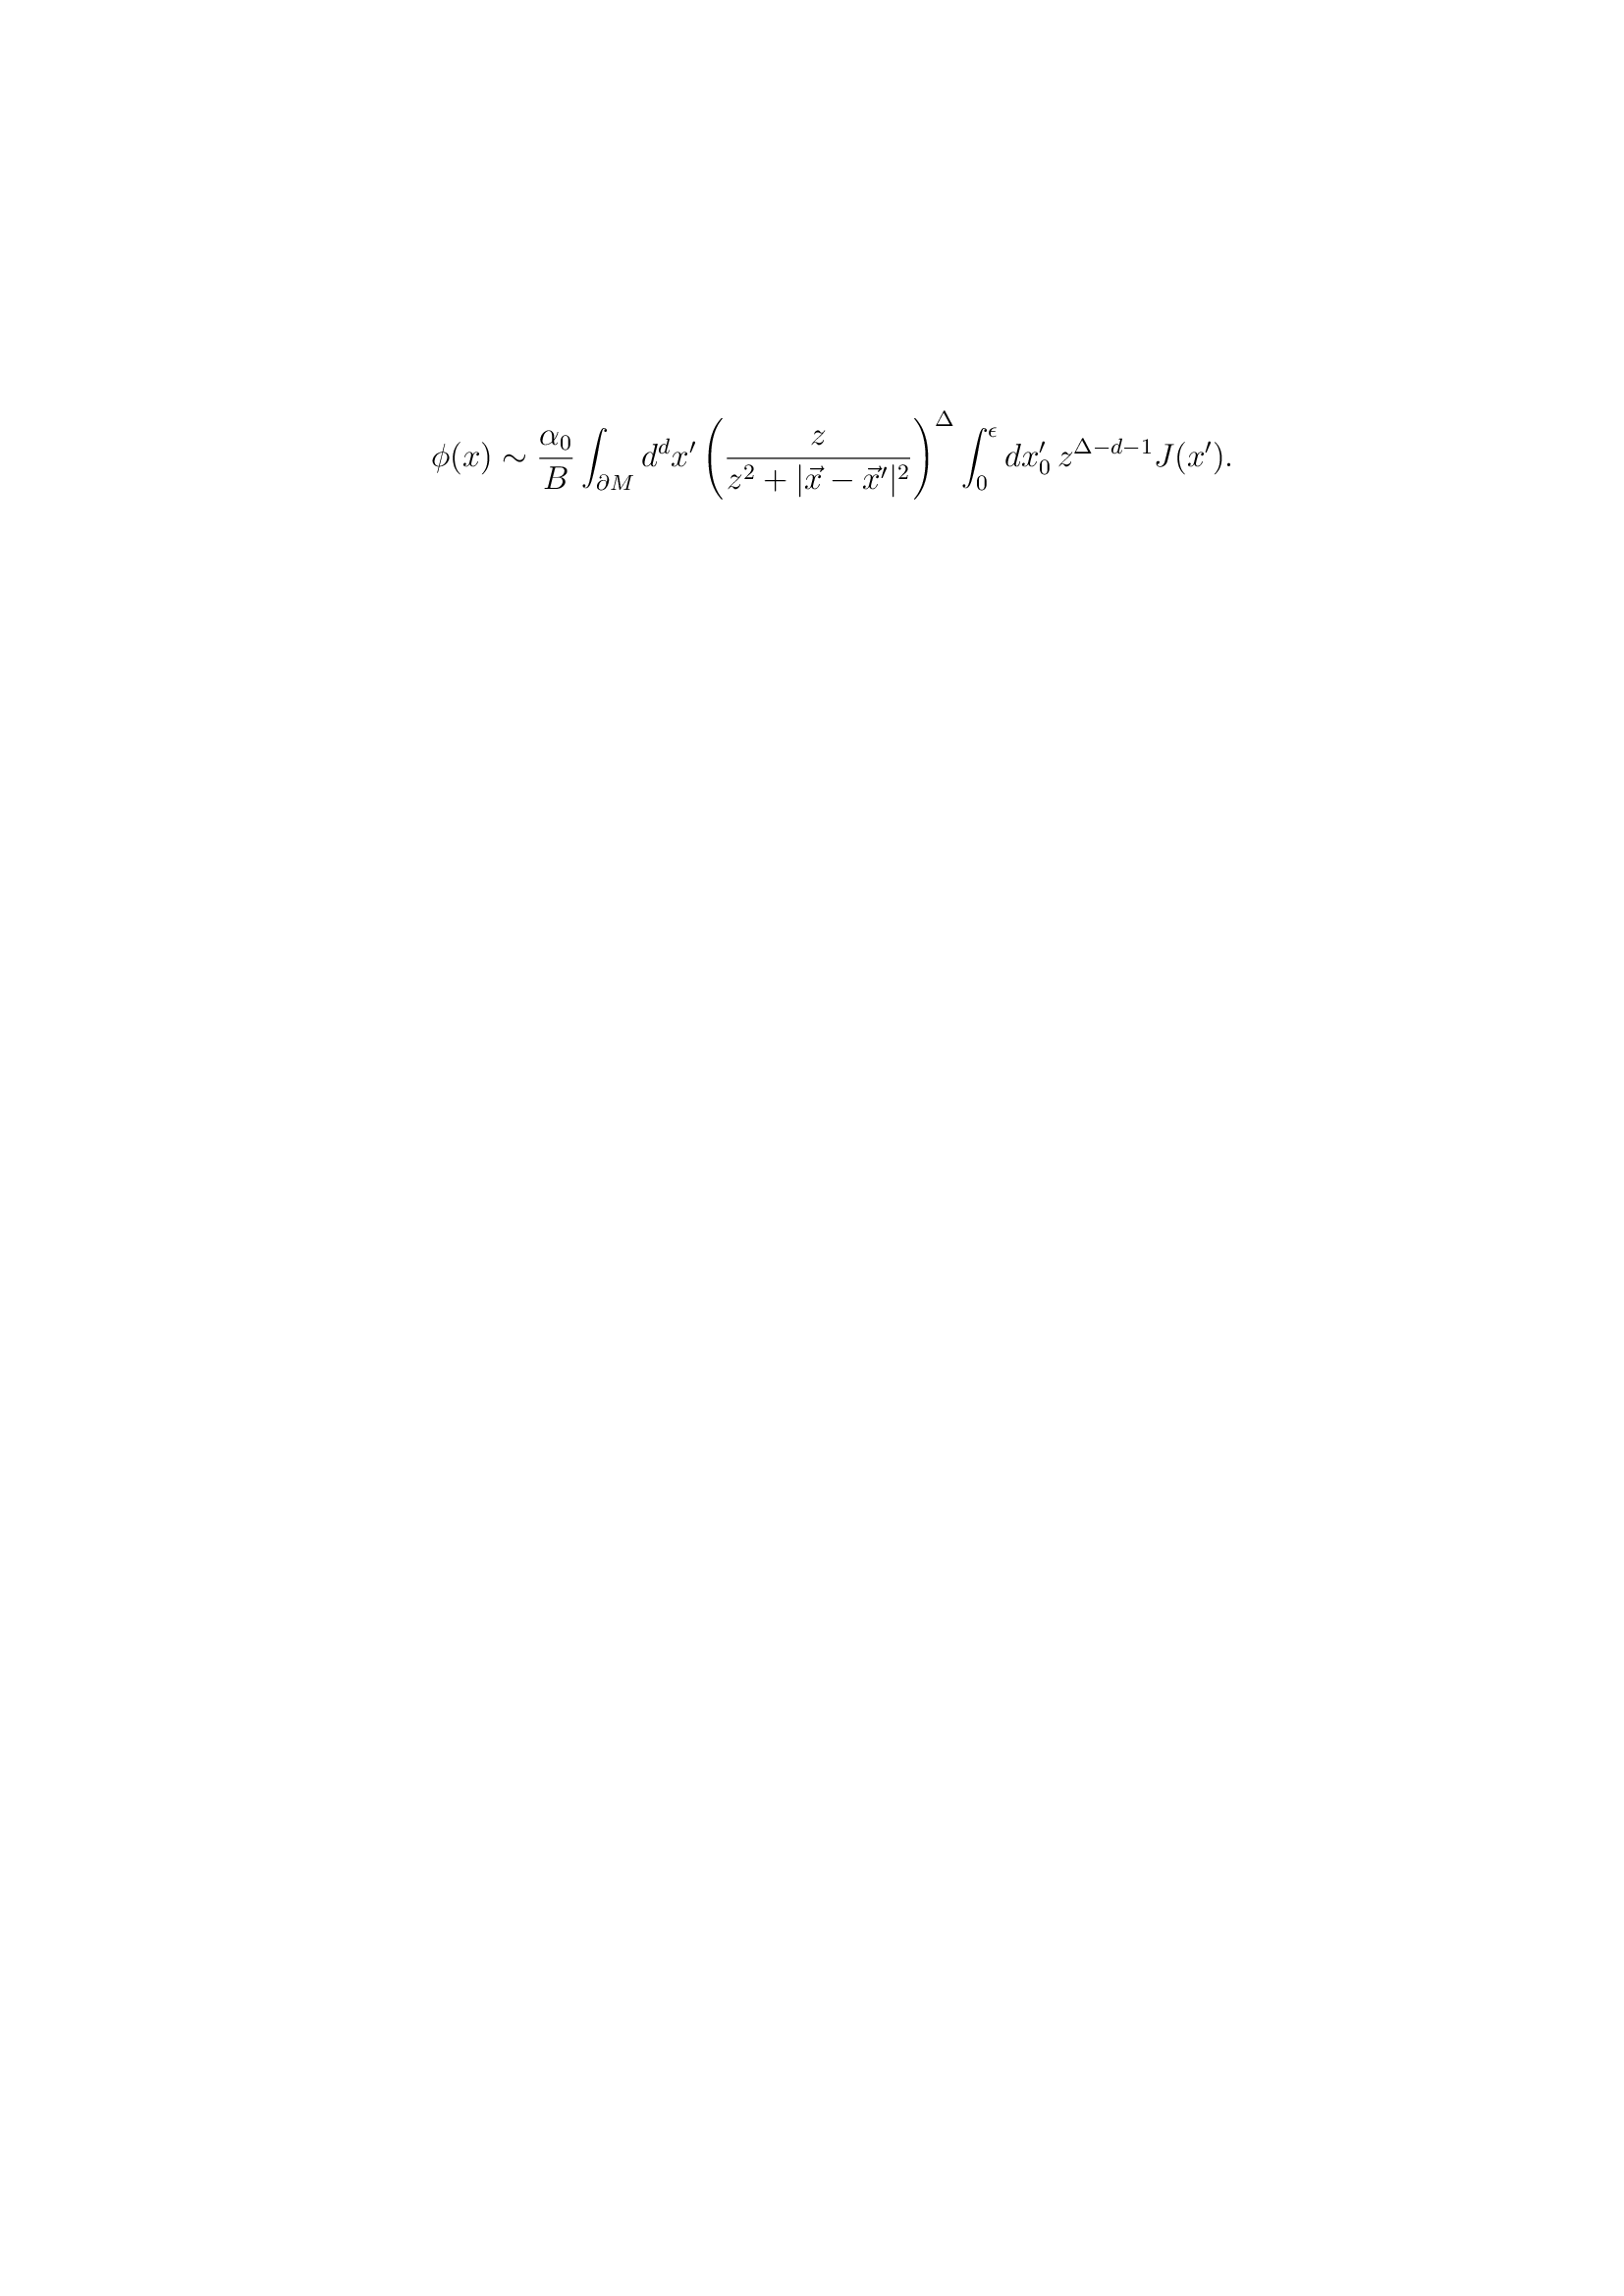 \phi(x) \sim \frac{\alpha_0}{B} \int_{\partial M} d^d x' \left( \frac{z}{z^2 + |\vec{x} - \vec{x}'|^2} \right)^{\Delta} \int_0^{\epsilon} dx'_0 \, z^{\Delta-d-1} J(x').